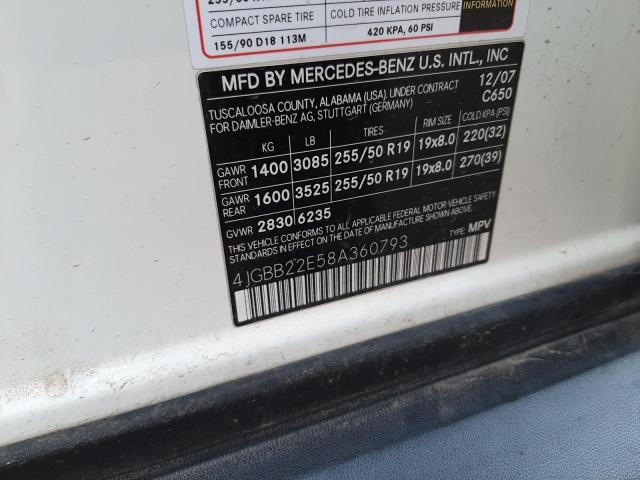 COMPACT SPARE TIRE
155/90 D18 113M
COLD TIRE INFLATION PRESSURE
420 KPA, 60 PSI
MFD BY MERCEDES-BENZ U.S. INTL., INC
TUSCALOOSA COUNTY, ALABAMA (USA), UNDER CONTRACT 12/07
FOR DAIMLER-BENZ AG, STUTTGART (GERMANY) C650
KG LB TIRES RIM SIZE COLD KPA (PSI)
GAWR FRONT 1400 3085 255/50 R19 19x8.0 220(32)
GAWR REAR 1600 3525 255/50 R19 19x8.0 270(39)
GVWR 2830 6235
THIS VEHICLE CONFORMS TO ALL APPLICABLE FEDERAL MOTOR VEHICLE SAFETY
STANDARDS IN EFFECT ON THE DATE OF MANUFACTURE SHOWN ABOVE. TYPE: MPV
4JGBB22E58A360793